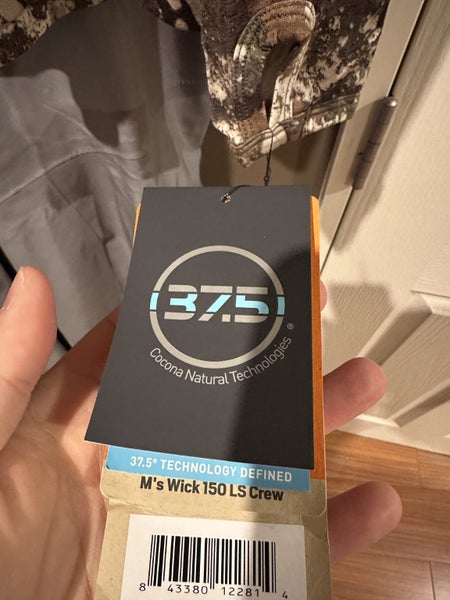 37.5
®
Cocona Natural Technologies
37.5® TECHNOLOGY DEFINED
M's Wick 150 LS Crew
8 43380 12281 4